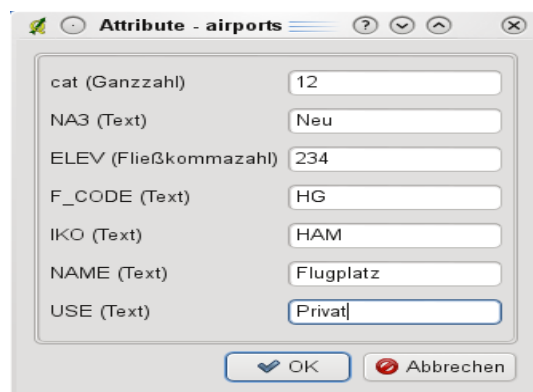 Attribute - airports
cat (Ganzzahl) 12
NA3 (Text) Neu
ELEV (Fließkommazahl) 234
F_CODE (Text) HG
IKO (Text) HAM
NAME (Text) Flugplatz
USE (Text) Privat
OK Abbrechen